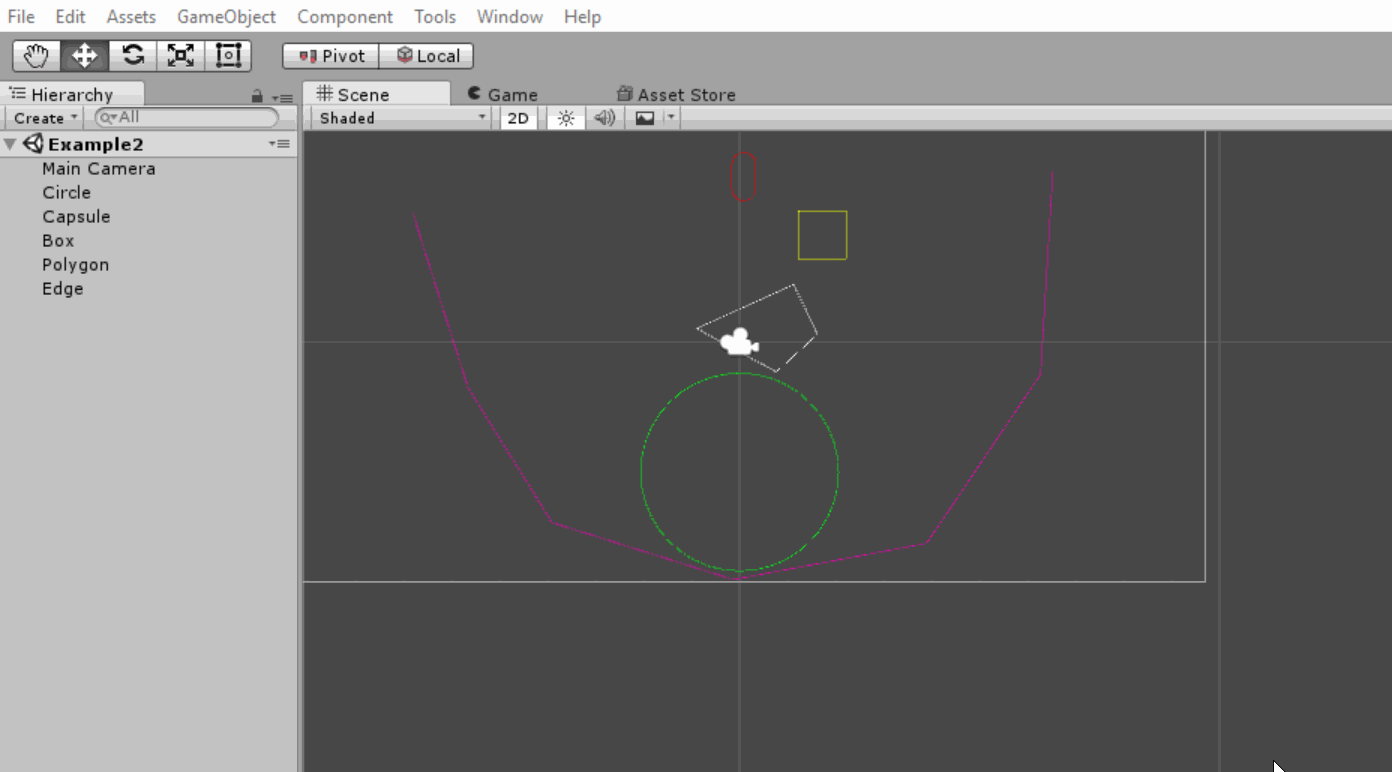 File Edit Assets GameObject Component Tools Window Help
Pivot Local
Hierarchy Scene Game Asset Store
Create All Shaded 2D
Example2
Main Camera
Circle
Capsule
Box
Polygon
Edge